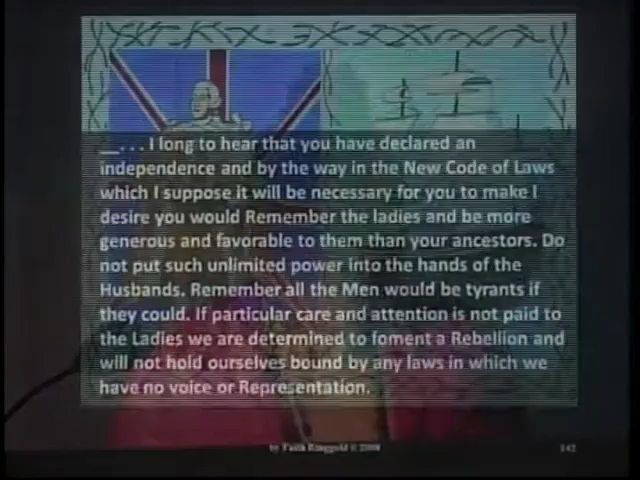 __. . . I long to hear that you have declared an
independence and by the way in the New Code of Laws
which I suppose it will be necessary for you to make I
desire you would Remember the ladies and be more
generous and favorable to them than your ancestors. Do
not put such unlimited power into the hands of the
Husbands. Remember all the Men would be tyrants if
they could. If particular care and attention is not paid to
the Ladies we are determined to foment a Rebellion and
will not hold ourselves bound by any laws in which we
have no voice or Representation.
by Faith Ringgold © 2008
142